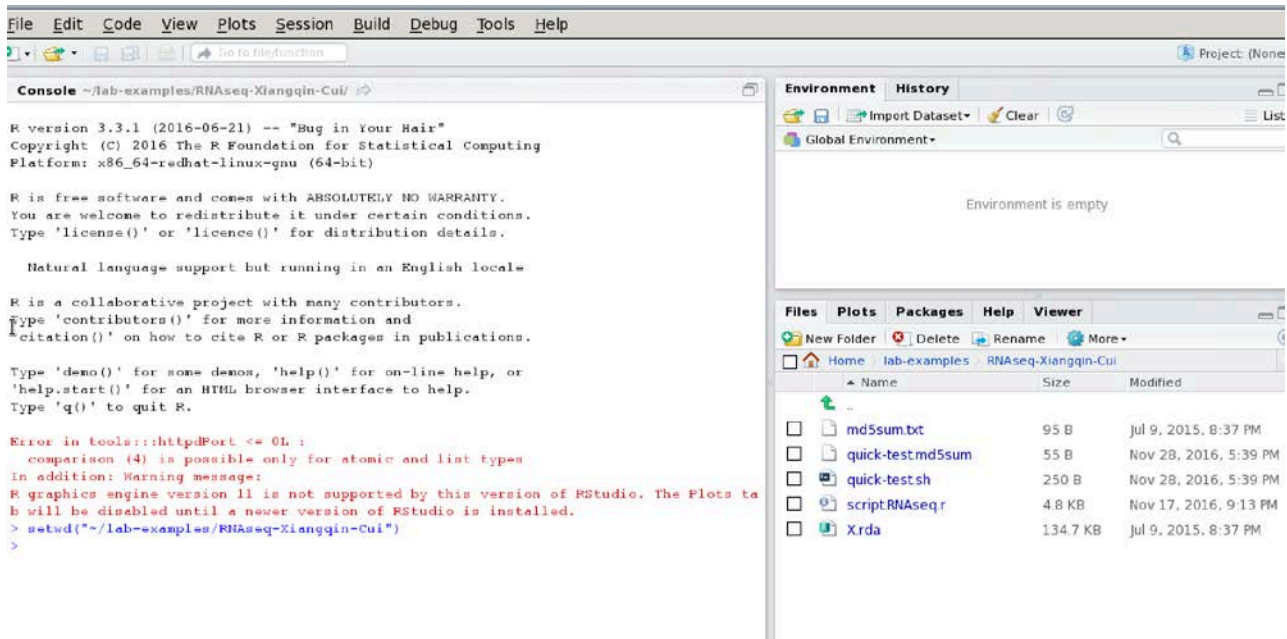 File Edit Code View Plots Session Build Debug Tools Help
Go to file/function
Project: (None
Console ~/lab-examples/RNAseq-Xiangqin-Cui/
R version 3.3.1 (2016-06-21) -- "Bug in Your Hair"
Copyright (C) 2016 The R Foundation for Statistical Computing
Platform: x86_64-redhat-linux-gnu (64-bit)
R is free software and comes with ABSOLUTELY NO WARRANTY.
You are welcome to redistribute it under certain conditions.
Type 'license()' or 'licence()' for distribution details.
Natural language support but running in an English locale
R is a collaborative project with many contributors.
Type 'contributors()' for more information and
'citation()' on how to cite R or R packages in publications.
Type 'demo()' for some demos, 'help()' for on-line help, or
'help.start()' for an HTML browser interface to help.
Type 'q()' to quit R.
Error in tools:::httpdPort <= 0L :
comparison (4) is possible only for atomic and list types
In addition: Warning message:
R graphics engine version 11 is not supported by this version of RStudio. The Plots ta
b will be disabled until a newer version of RStudio is installed.
> setwd("~/lab-examples/RNAseq-Xiangqin-Cui")
>
Environment History
Import Dataset Clear List
Global Environment
Environment is empty
Files Plots Packages Help Viewer
New Folder Delete Rename More
Home lab-examples RNAseq-Xiangqin-Cui
Name Size Modified
..
md5sum.txt 95 B Jul 9, 2015, 8:37 PM
quick-test.md5sum 55 B Nov 28, 2016, 5:39 PM
quick-test.sh 250 B Nov 28, 2016, 5:39 PM
script.RNAseq.r 4.8 KB Nov 17, 2016, 9:13 PM
X.rda 134.7 KB Jul 9, 2015, 8:37 PM